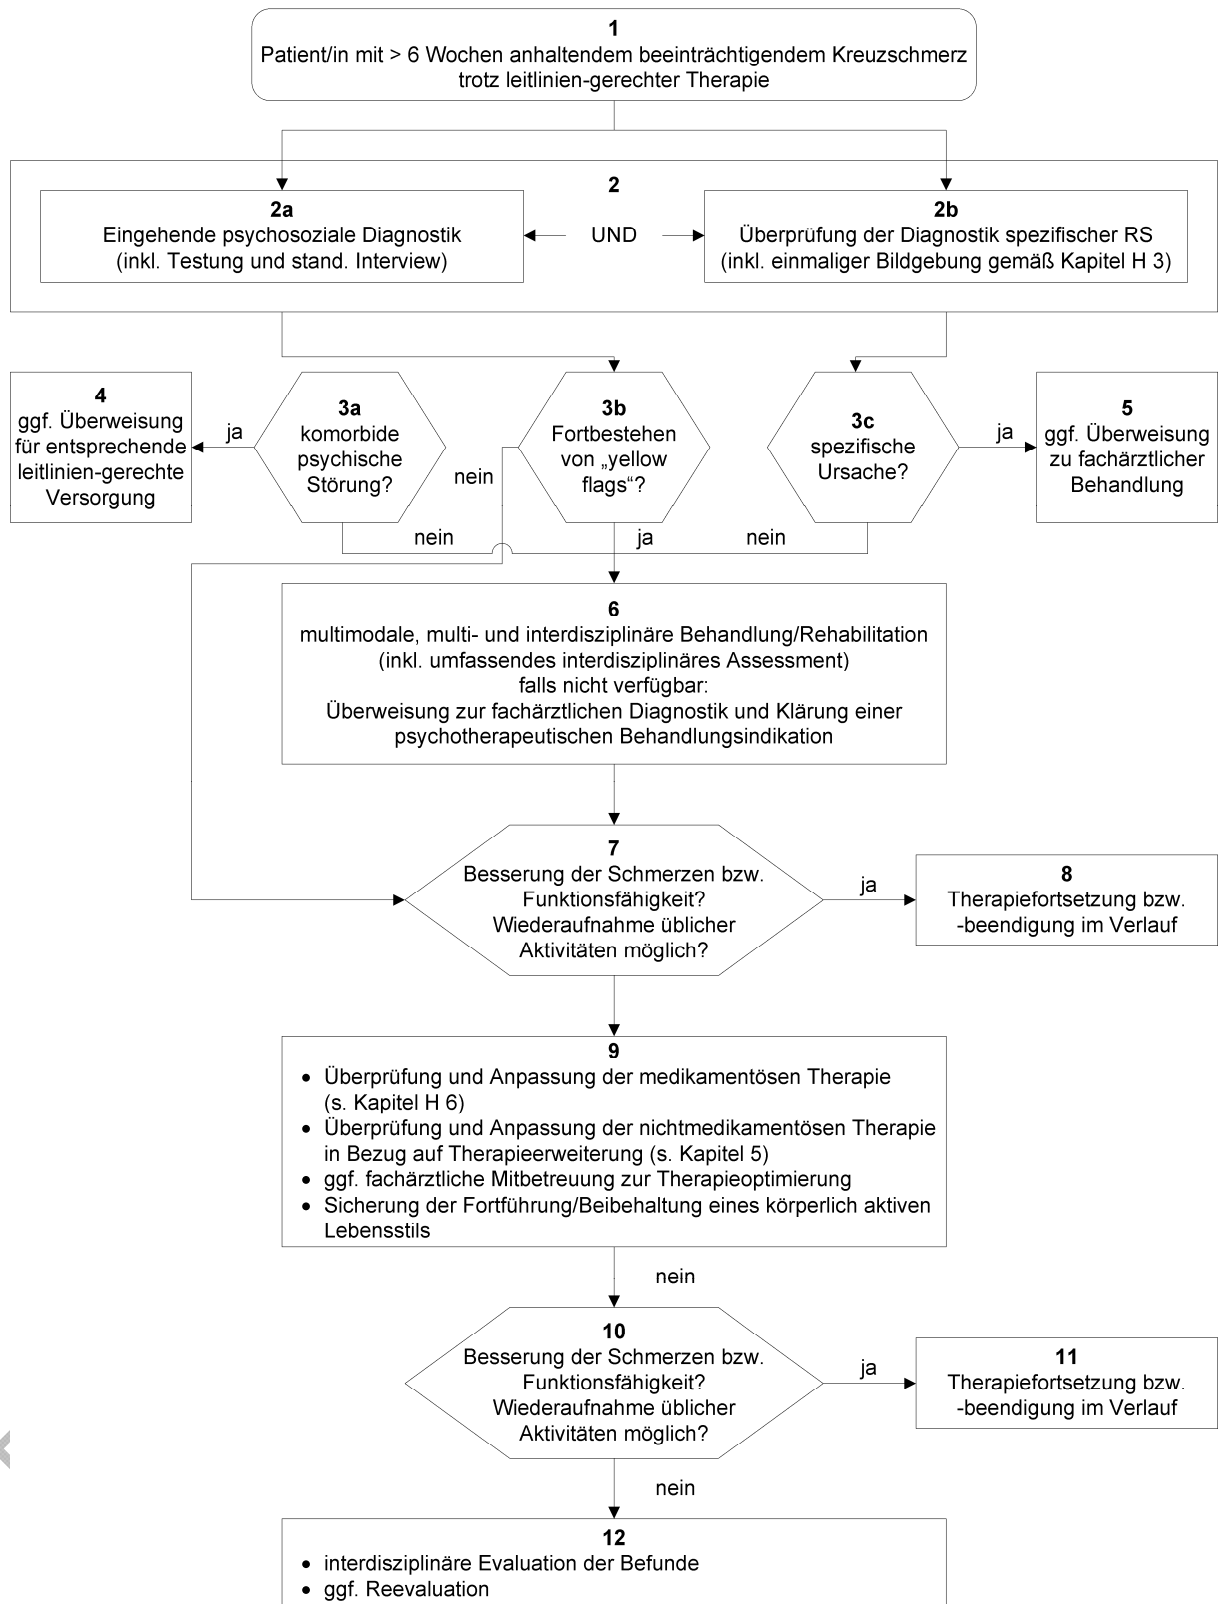 1
Patient/in mit > 6 Wochen anhaltendem beeinträchtigendem Kreuzschmerz
trotz leitlinien-gerechter Therapie
2
2a
Eingehende psychosoziale Diagnostik
(inkl. Testung und stand. Interview)
UND
2b
Überprüfung der Diagnostik spezifischer RS
(inkl. einmaliger Bildgebung gemäß Kapitel H 3)
4
ggf. Überweisung
für entsprechende
leitlinien-gerechte
Versorgung
ja
3a
komorbide
psychische
Störung?
nein
3b
Fortbestehen
von „yellow
flags“?
3c
spezifische
Ursache?
ja
5
ggf. Überweisung
zu fachärztlicher
Behandlung
nein
ja
nein
6
multimodale, multi- und interdisziplinäre Behandlung/Rehabilitation
(inkl. umfassendes interdisziplinäres Assessment)
falls nicht verfügbar:
Überweisung zur fachärztlichen Diagnostik und Klärung einer
psychotherapeutischen Behandlungsindikation
7
Besserung der Schmerzen bzw.
Funktionsfähigkeit?
Wiederaufnahme üblicher
Aktivitäten möglich?
ja
8
Therapiefortsetzung bzw.
-beendigung im Verlauf
9
• Überprüfung und Anpassung der medikamentösen Therapie
(s. Kapitel H 6)
• Überprüfung und Anpassung der nichtmedikamentösen Therapie
in Bezug auf Therapieerweiterung (s. Kapitel 5)
• ggf. fachärztliche Mitbetreuung zur Therapieoptimierung
• Sicherung der Fortführung/Beibehaltung eines körperlich aktiven
Lebensstils
nein
10
Besserung der Schmerzen bzw.
Funktionsfähigkeit?
Wiederaufnahme üblicher
Aktivitäten möglich?
ja
11
Therapiefortsetzung bzw.
-beendigung im Verlauf
nein
12
• interdisziplinäre Evaluation der Befunde
• ggf. Reevaluation